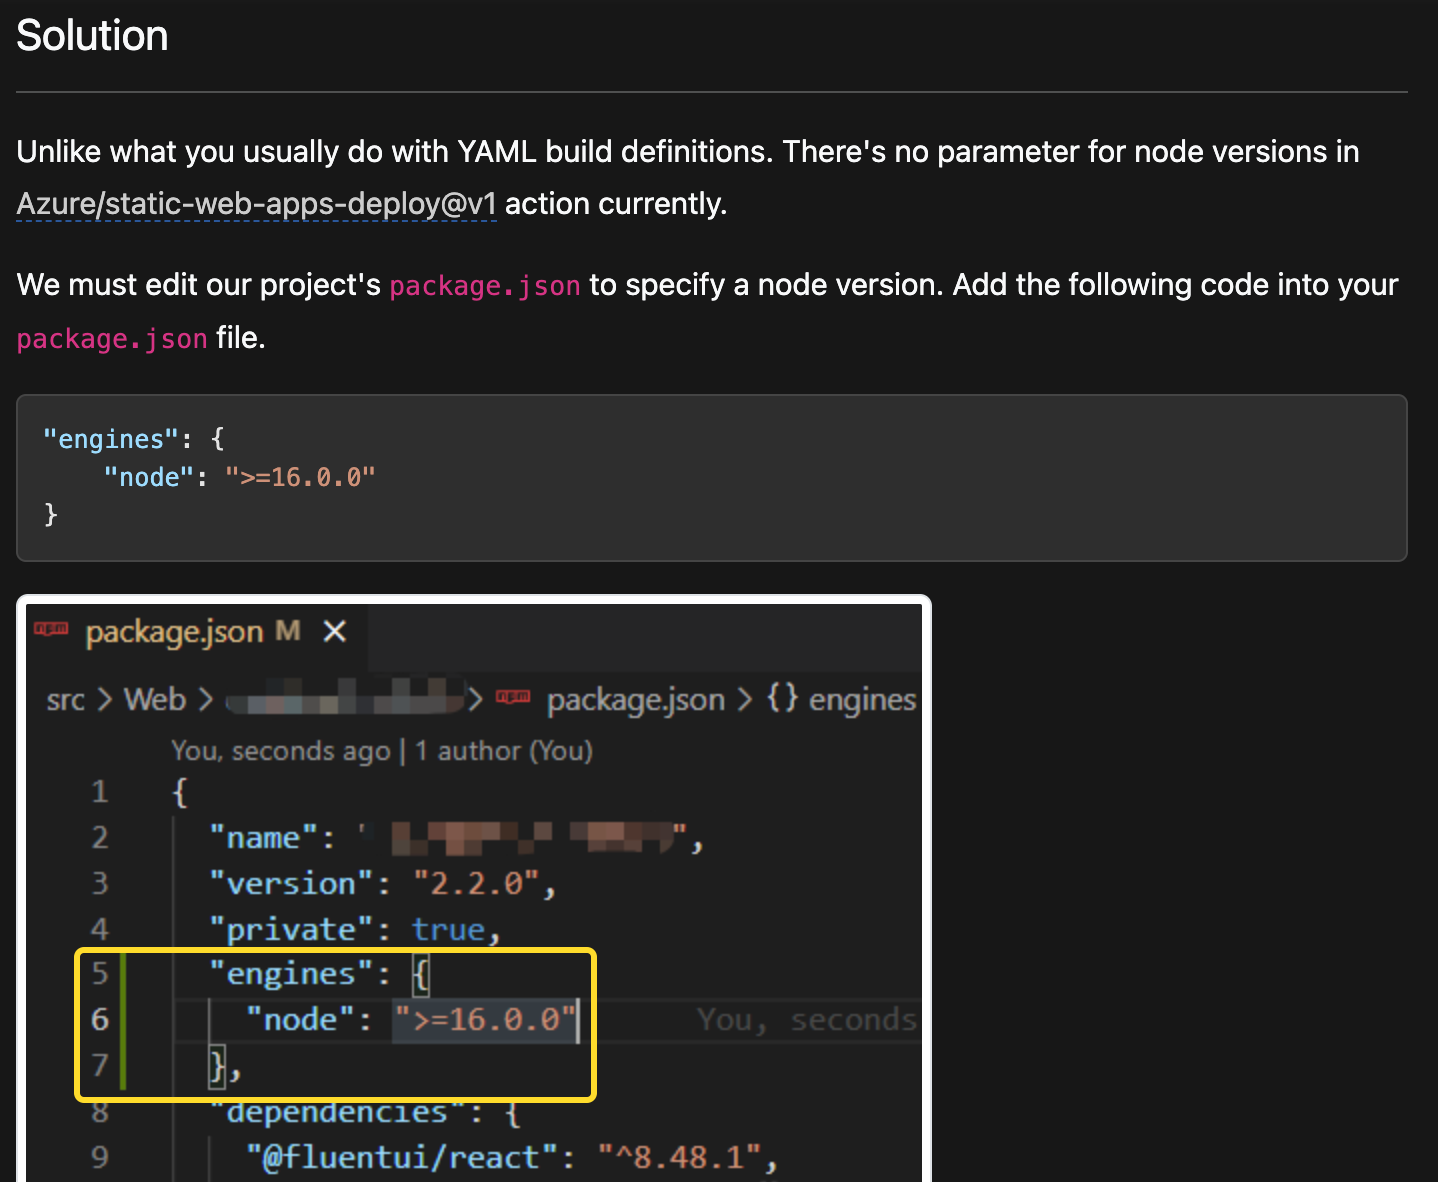 Solution
Unlike what you usually do with YAML build definitions. There's no parameter for node versions in
Azure/static-web-apps-deploy@v1 action currently.
We must edit our project's package.json to specify a node version. Add the following code into your
package.json file.
"engines": {
    "node": ">=16.0.0"
}
npm package.json M ✕
src > Web > > npm package.json > {} engines
You, seconds ago | 1 author (You)
1 {
2 "name": " ",
3 "version": "2.2.0",
4 "private": true,
5 "engines": {
6 "node": ">=16.0.0" You, seconds
7 },
8 "dependencies": {
9 "@fluentui/react": "^8.48.1",